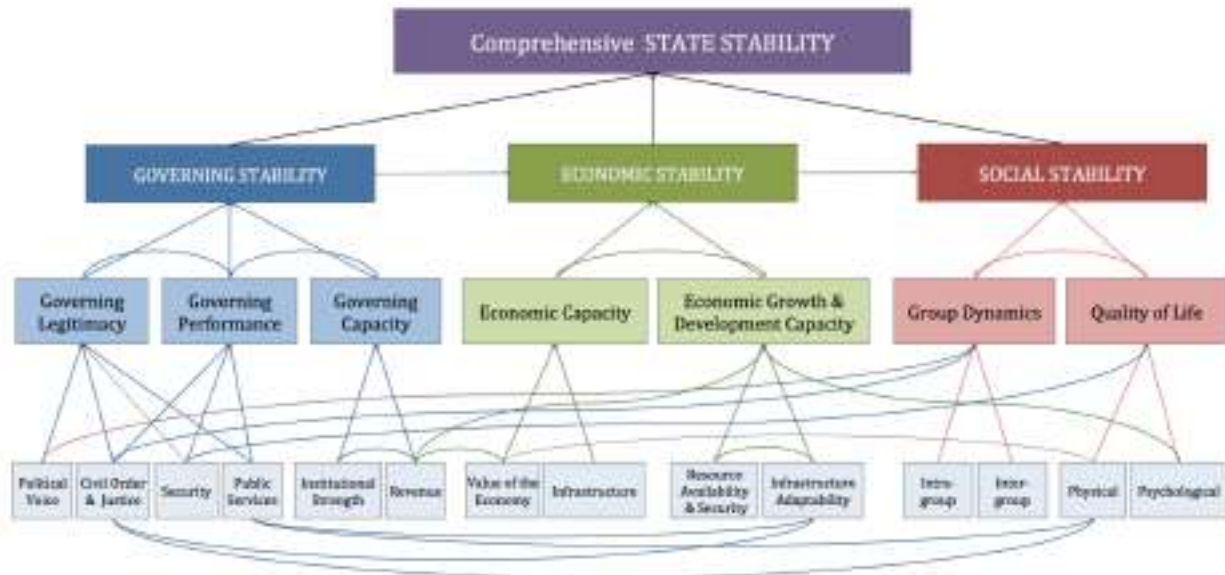 Comprehensive STATE STABILITY
GOVERNING STABILITY
ECONOMIC STABILITY
SOCIAL STABILITY
Governing
Legitimacy
Governing
Performance
Governing
Capacity
Economic Capacity
Economic Growth &
Development Capacity
Group Dynamics
Quality of Life
Political
Voice
Civil Order
& Justice
Security
Public
Services
Institutional
Strength
Revenue
Value of the
Economy
Infrastructure
Resource
Availability
& Security
Infrastructure
Adaptability
Intra-
group
Inter-
group
Physical
Psychological